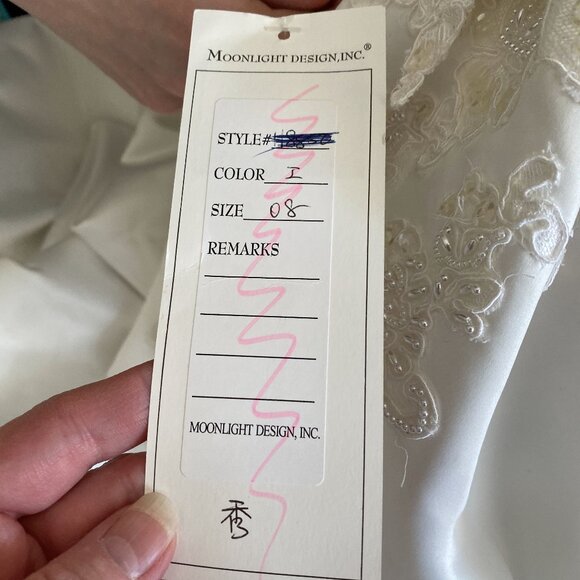 MOONLIGHT DESIGN, INC.®
STYLE#
COLOR I
SIZE 08
REMARKS
MOONLIGHT DESIGN, INC.
秀